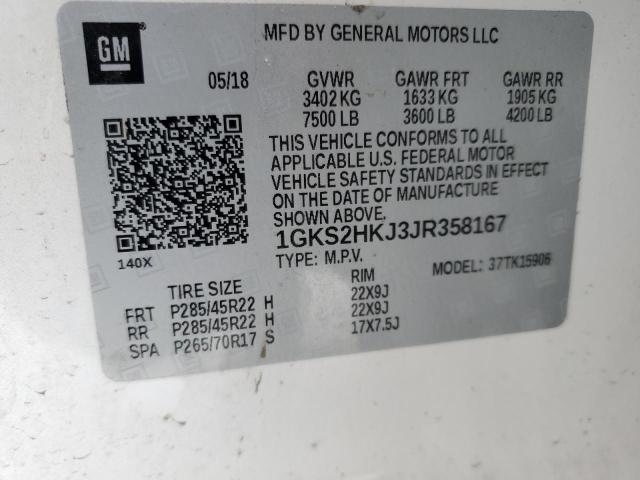 GM
MFD BY GENERAL MOTORS LLC
05/18 GVWR GAWR FRT GAWR RR
3402 KG 1633 KG 1905 KG
7500 LB 3600 LB 4200 LB
THIS VEHICLE CONFORMS TO ALL
APPLICABLE U.S. FEDERAL MOTOR
VEHICLE SAFETY STANDARDS IN EFFECT
ON THE DATE OF MANUFACTURE
SHOWN ABOVE.
1GKS2HKJ3JR358167
140X TYPE: M.P.V. MODEL: 37TK15906
TIRE SIZE RIM
FRT P285/45R22 H 22X9J
RR P285/45R22 H 22X9J
SPA P265/70R17 S 17X7.5J